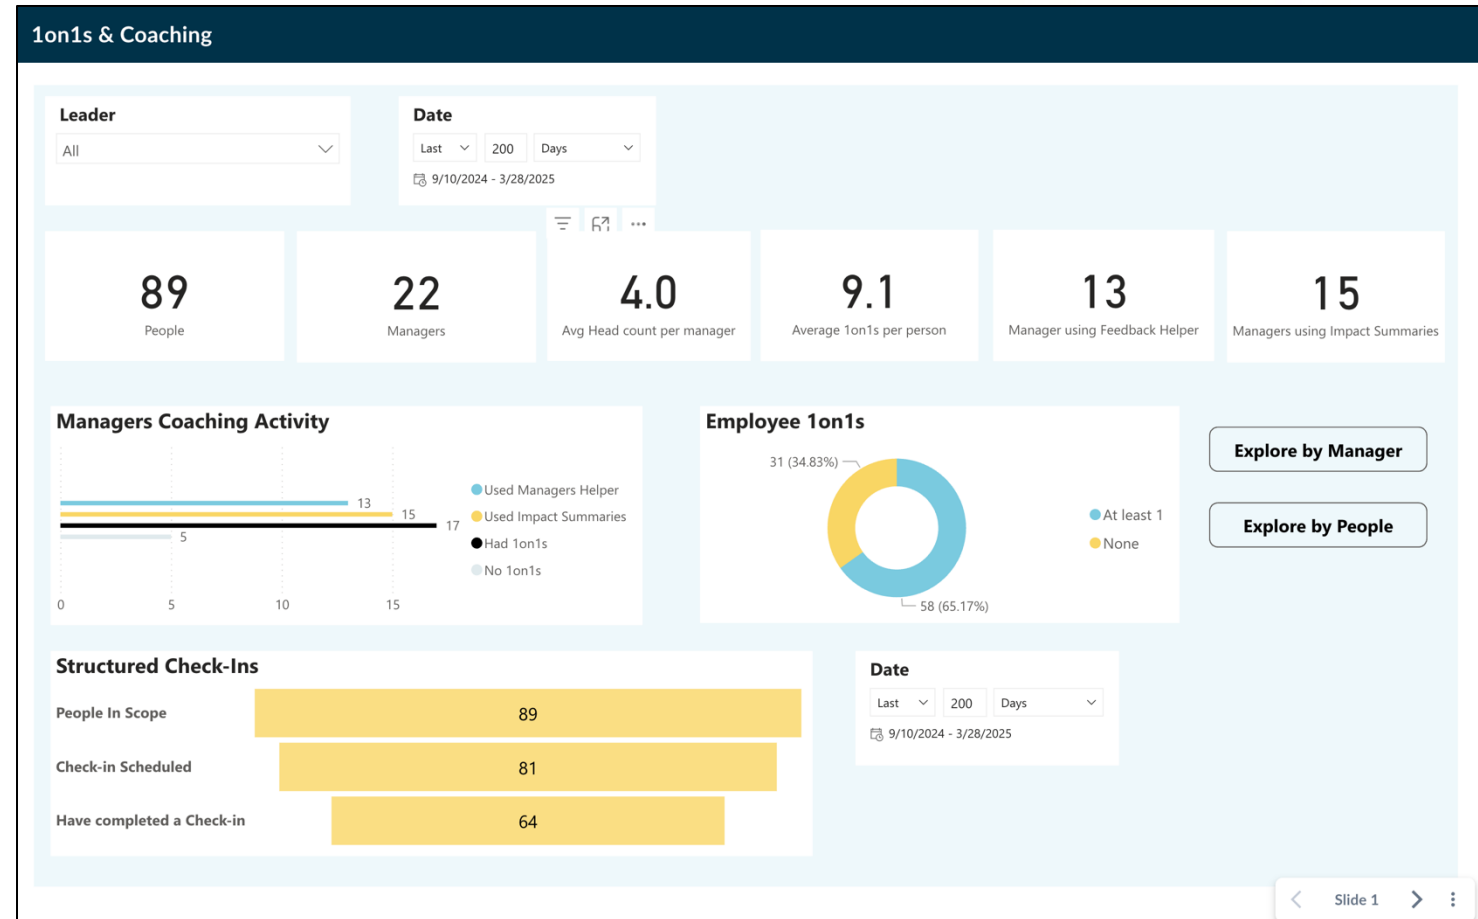 1on1s & Coaching
Leader
All
Date
Last 200 Days
9/10/2024 - 3/28/2025
89
People
22
Managers
4.0
Avg Head count per manager
9.1
Average 1on1s per person
13
Manager using Feedback Helper
15
Managers using Impact Summaries
Managers Coaching Activity
13
15
17
5
0 5 10 15
Used Managers Helper
Used Impact Summaries
Had 1on1s
No 1on1s
Employee 1on1s
31 (34.83%)
58 (65.17%)
At least 1
None
Explore by Manager
Explore by People
Structured Check-Ins
People In Scope 89
Check-in Scheduled 81
Have completed a Check-in 64
Date
Last 200 Days
9/10/2024 - 3/28/2025
Slide 1